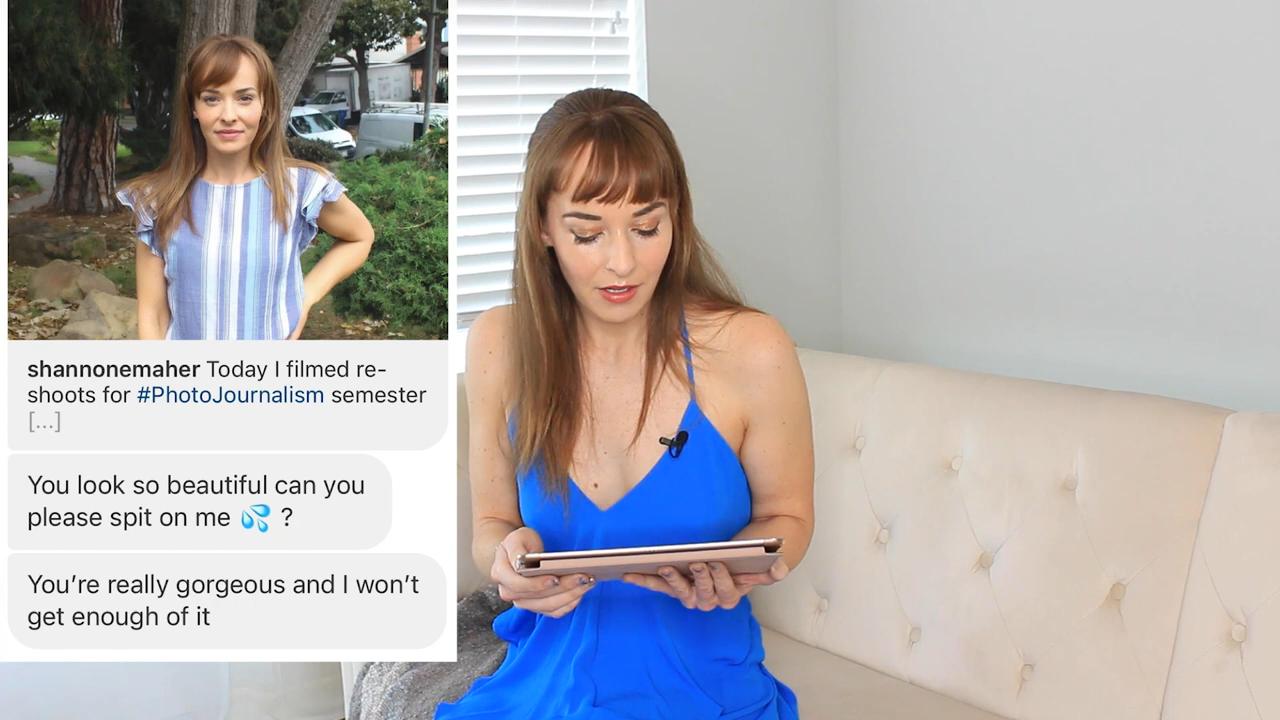 shannonemaher Today I filmed re-
shoots for #PhotoJournalism semester
[...]
You look so beautiful can you
please spit on me 💦 ?
You're really gorgeous and I won't
get enough of it